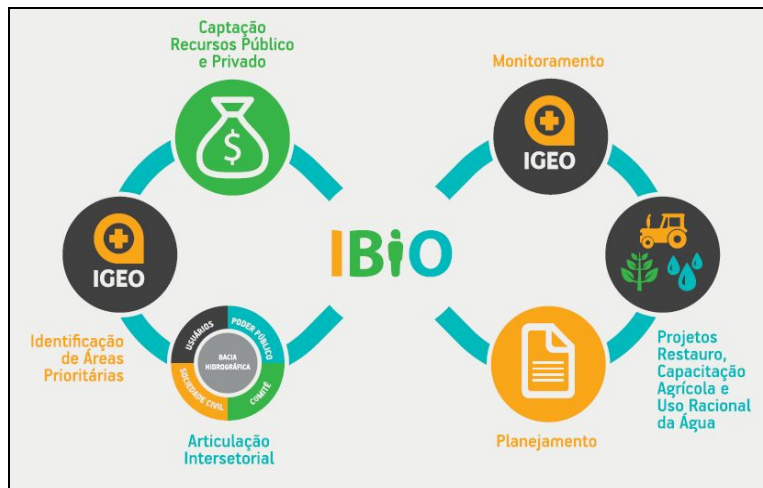 Captação
Recursos Público
e Privado
$
IGEO
Identificação
de Áreas
Prioritárias
USUÁRIOS
PODER PÚBLICO
BACIA
HIDROGRÁFICA
SOCIEDADE CIVIL
COMITÊ
Articulação
Intersetorial
IBiO
Monitoramento
IGEO
Projetos
Restauro,
Capacitação
Agrícola e
Uso Racional
da Água
Planejamento